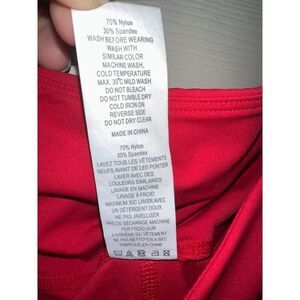 70% Nylon
30% Spandex
WASH BEFORE WEARING
WASH WITH
SIMILAR COLOR
MACHINE WASH,
COLD TEMPERATURE
MAX. 30°C MILD WASH
DO NOT BLEACH
DO NOT TUMBLE DRY
COLD IRON ON
REVERSE SIDE
DO NOT DRY CLEAN
MADE IN CHINA
70% Nylon
30% Spandex
LAVEZ TOUS LES VÊTEMENTS
NEUFS AVANT DE LES PORTER
LAVER AVEC DES
COULEURS SIMILAIRES
LAVAGE EN MACHINE
LAVAGE À FROID
MAXIMUM 30C LAVER AVEC
UN DÉTERGENT DOUX
NE PAS JAVELLISER
PAS DE SÉCHAGE MACHINE
FER FROID SUR
L'ARRIÈRE DU VÊTEMENT
NE PAS NETTOYER À SEC
FABRIQUÉ EN CHINE